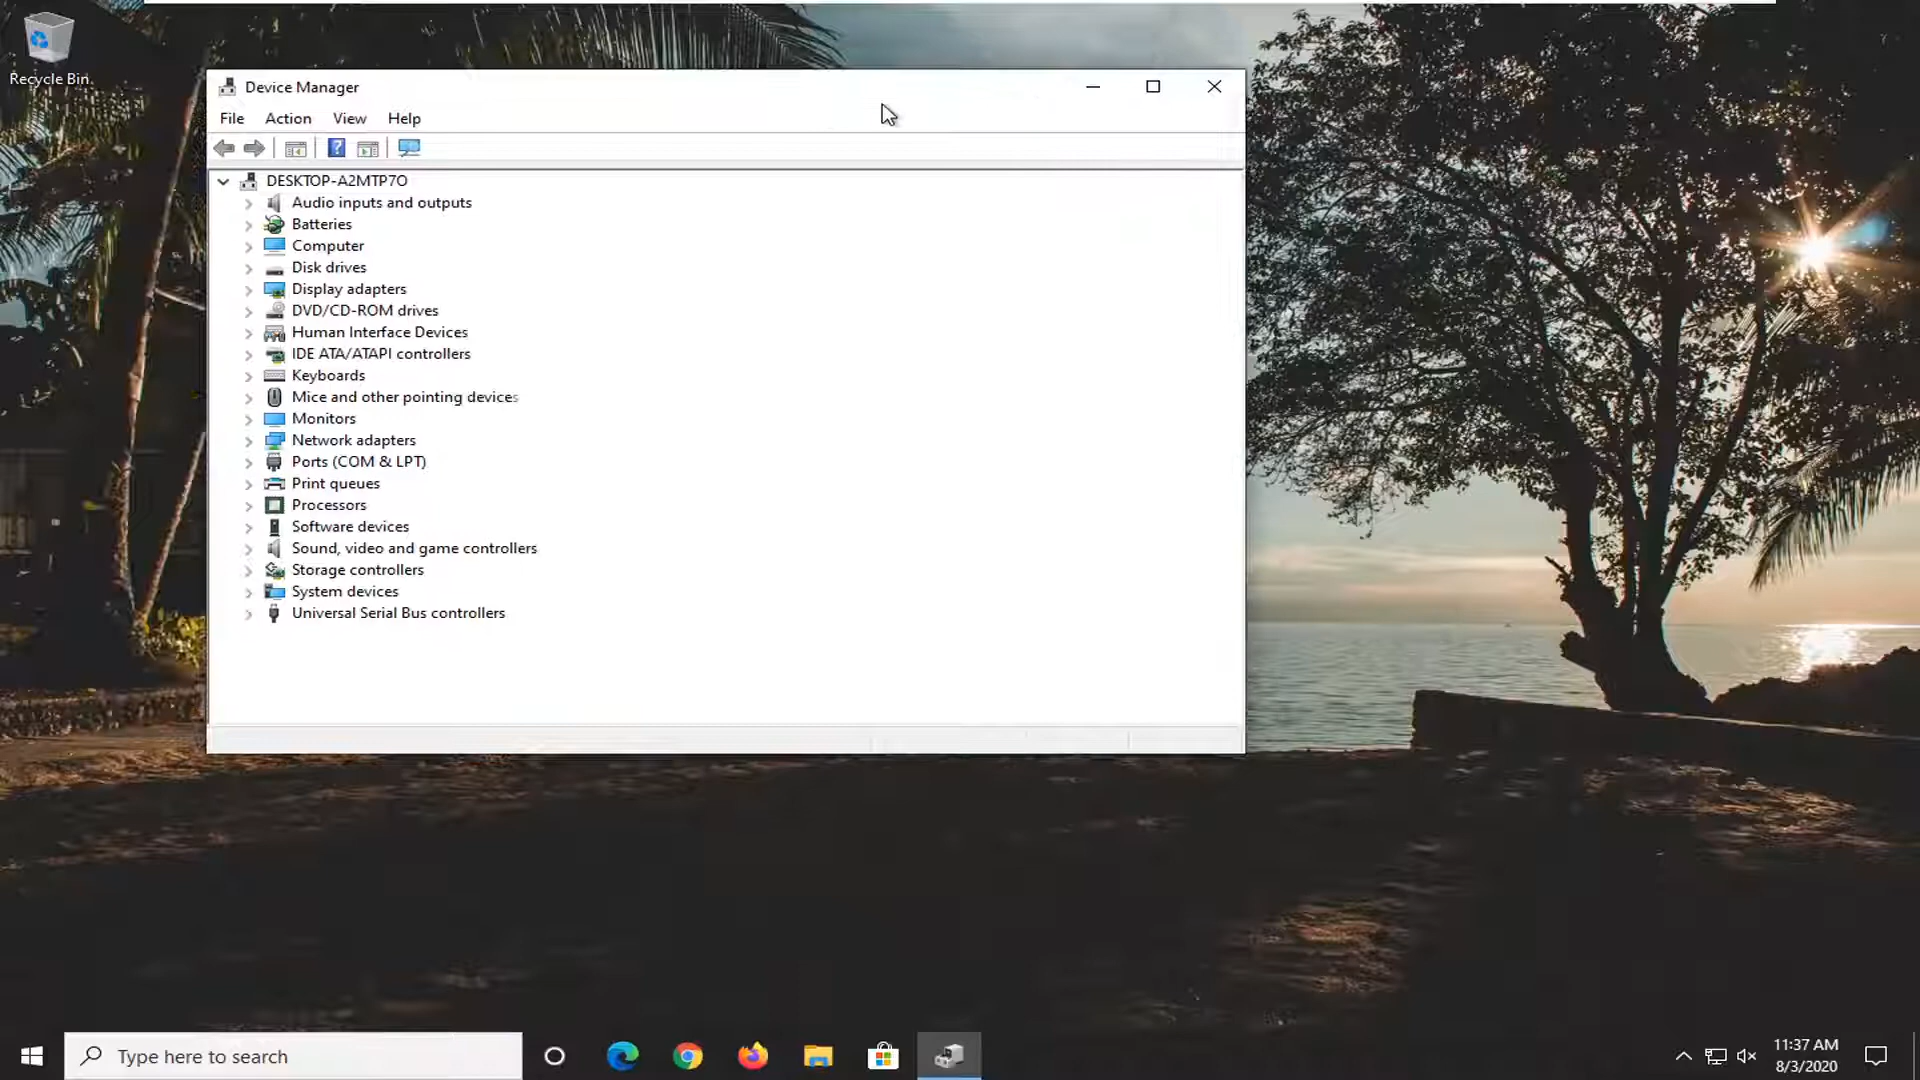 Recycle Bin
Device Manager
File Action View Help
DESKTOP-A2MTP7O
Audio inputs and outputs
Batteries
Computer
Disk drives
Display adapters
DVD/CD-ROM drives
Human Interface Devices
IDE ATA/ATAPI controllers
Keyboards
Mice and other pointing devices
Monitors
Network adapters
Ports (COM & LPT)
Print queues
Processors
Software devices
Sound, video and game controllers
Storage controllers
System devices
Universal Serial Bus controllers
Type here to search
11:37 AM
8/3/2020